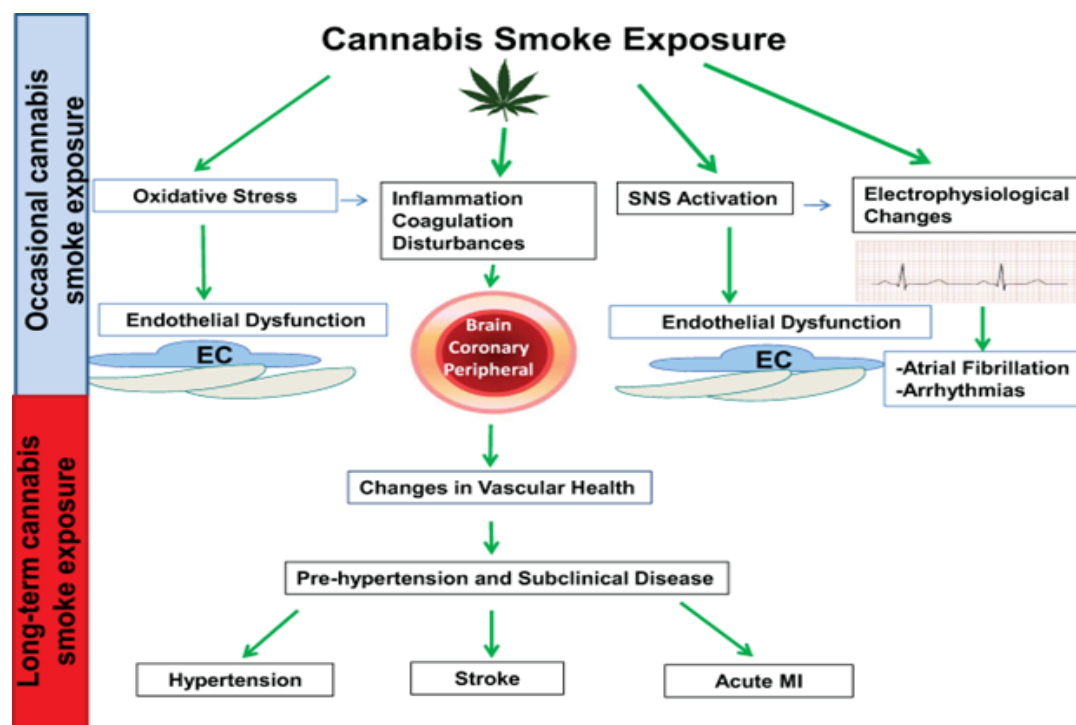 Cannabis Smoke Exposure
Occasional cannabis
smoke exposure
Oxidative Stress
Inflammation
Coagulation
Disturbances
SNS Activation
Electrophysiological
Changes
Endothelial Dysfunction
EC
Brain
Coronary
Peripheral
Endothelial Dysfunction
EC
-Atrial Fibrillation
-Arrhythmias
Long-term cannabis
smoke exposure
Changes in Vascular Health
Pre-hypertension and Subclinical Disease
Hypertension
Stroke
Acute MI